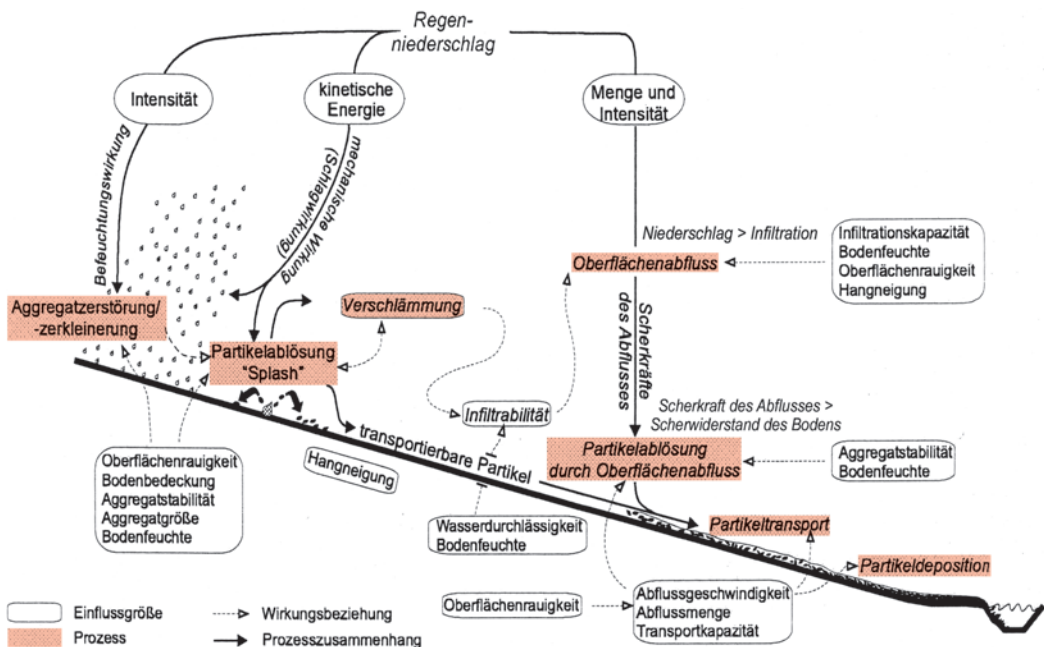 Regen-
niederschlag
Intensität
kinetische
Energie
Menge und
Intensität
Befeuchtungswirkung
mechanische Wirkung
(Schlagwirkung)
Niederschlag > Infiltration
Oberflächenabfluss
Infiltrationskapazität
Bodenfeuchte
Oberflächenrauigkeit
Hangneigung
Aggregatzerstörung/
-zerkleinerung
Verschlämmung
Partikelablösung
"Splash"
Scherkräfte
des Abflusses
Infiltrabilität
Scherkraft des Abflusses >
Scherwiderstand des Bodens
transportierbare Partikel
Hangneigung
Partikelablösung
durch Oberflächenabfluss
Aggregatstabilität
Bodenfeuchte
Oberflächenrauigkeit
Bodenbedeckung
Aggregatstabilität
Aggregatgröße
Bodenfeuchte
Wasserdurchlässigkeit
Bodenfeuchte
Partikeltransport
Partikeldeposition
Oberflächenrauigkeit
Abflussgeschwindigkeit
Abflussmenge
Transportkapazität
Einflussgröße
Wirkungsbeziehung
Prozess
Prozesszusammenhang